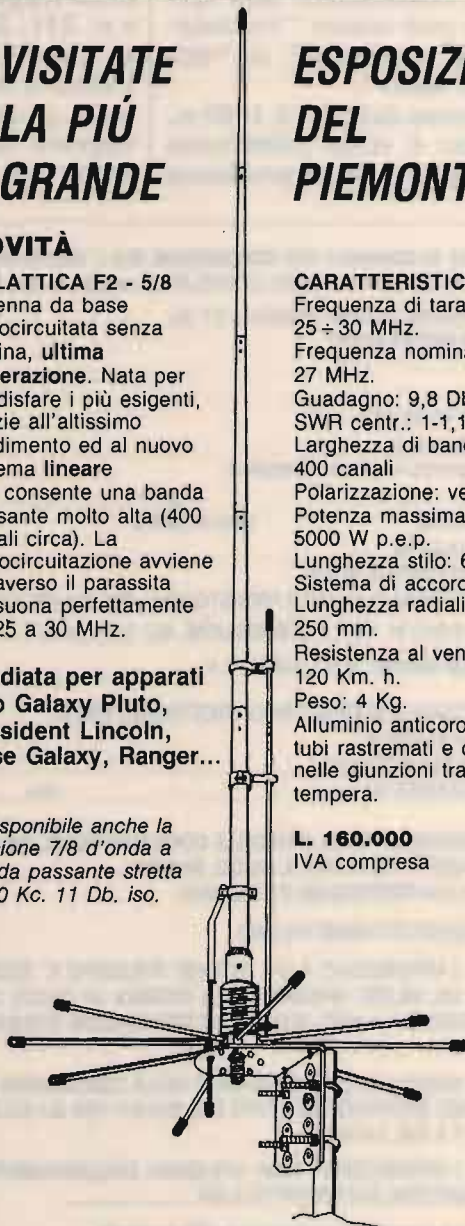 VISITATE
LA PIÚ
GRANDE
ESPOSIZI
DEL
PIEMONT
OVITÀ
LATTICA F2 - 5/8
enna da base
ocircuitata senza
ina, ultima
erazione. Nata per
disfare i più esigenti,
zie all'altissimo
dimento ed al nuovo
ema lineare
consente una banda
sante molto alta (400
ali circa). La
ocircuitazione avviene
averso il parassita
suona perfettamente
25 a 30 MHz.
diata per apparati
o Galaxy Pluto,
sident Lincoln,
se Galaxy, Ranger...
sponibile anche la
sione 7/8 d'onda a
da passante stretta
0 Kc. 11 Db. iso.
CARATTERISTIC
Frequenza di tara
25÷30 MHz.
Frequenza nomina
27 MHz.
Guadagno: 9,8 Db
SWR centr.: 1-1,1
Larghezza di band
400 canali
Polarizzazione: ve
Potenza massima
5000 W p.e.p.
Lunghezza stilo: 6
Sistema di accord
Lunghezza radiali
250 mm.
Resistenza al ven
120 Km. h.
Peso: 4 Kg.
Alluminio anticoro
tubi rastremati e c
nelle giunzioni tra
tempera.
L. 160.000
IVA compresa